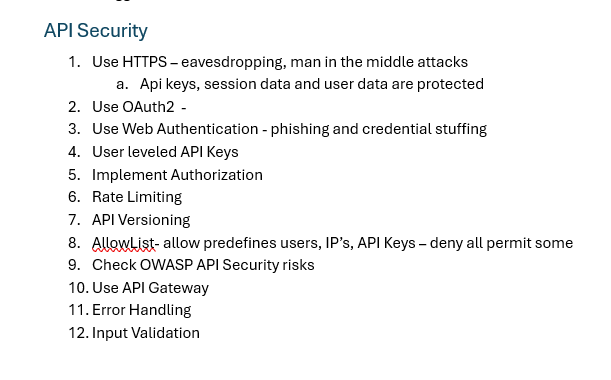 API Security
1. Use HTTPS – eavesdropping, man in the middle attacks
a. Api keys, session data and user data are protected
2. Use OAuth2 -
3. Use Web Authentication - phishing and credential stuffing
4. User leveled API Keys
5. Implement Authorization
6. Rate Limiting
7. API Versioning
8. AllowList- allow predefines users, IP’s, API Keys – deny all permit some
9. Check OWASP API Security risks
10. Use API Gateway
11. Error Handling
12. Input Validation